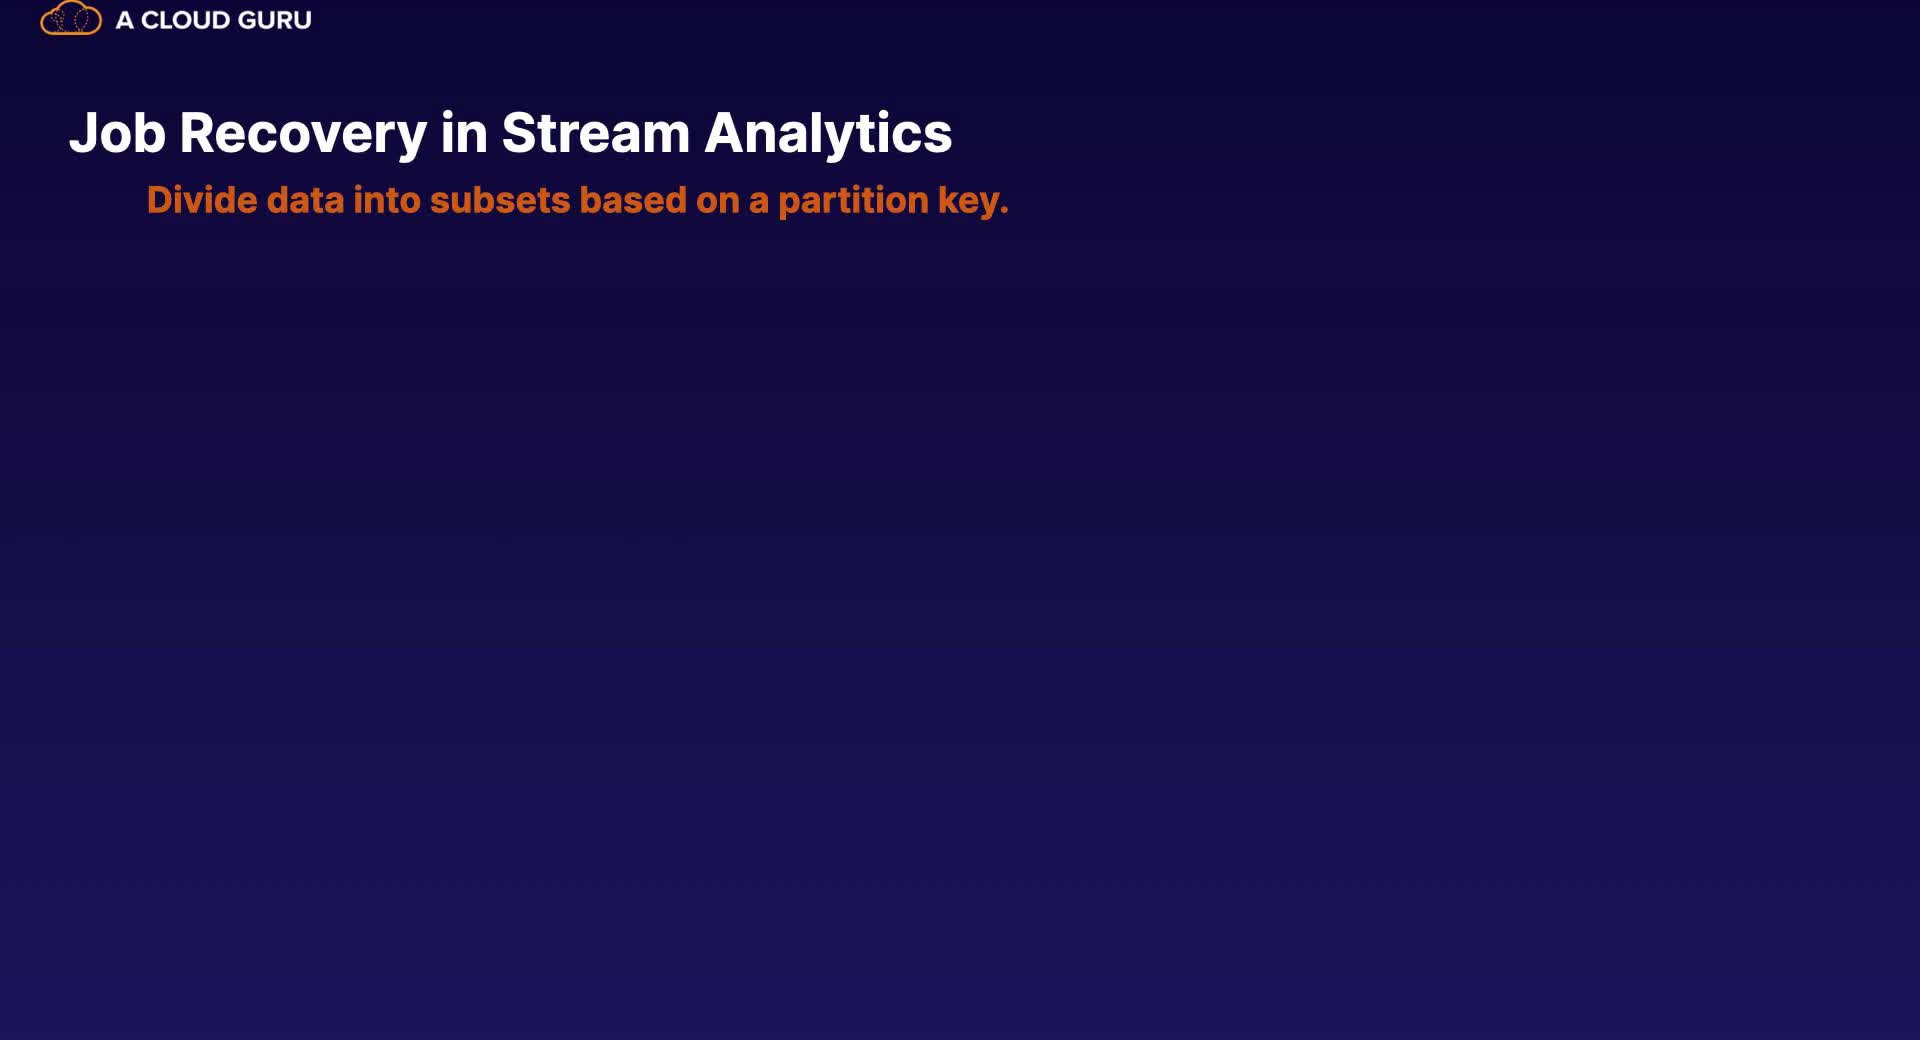 A CLOUD GURU
Job Recovery in Stream Analytics
Divide data into subsets based on a partition key.